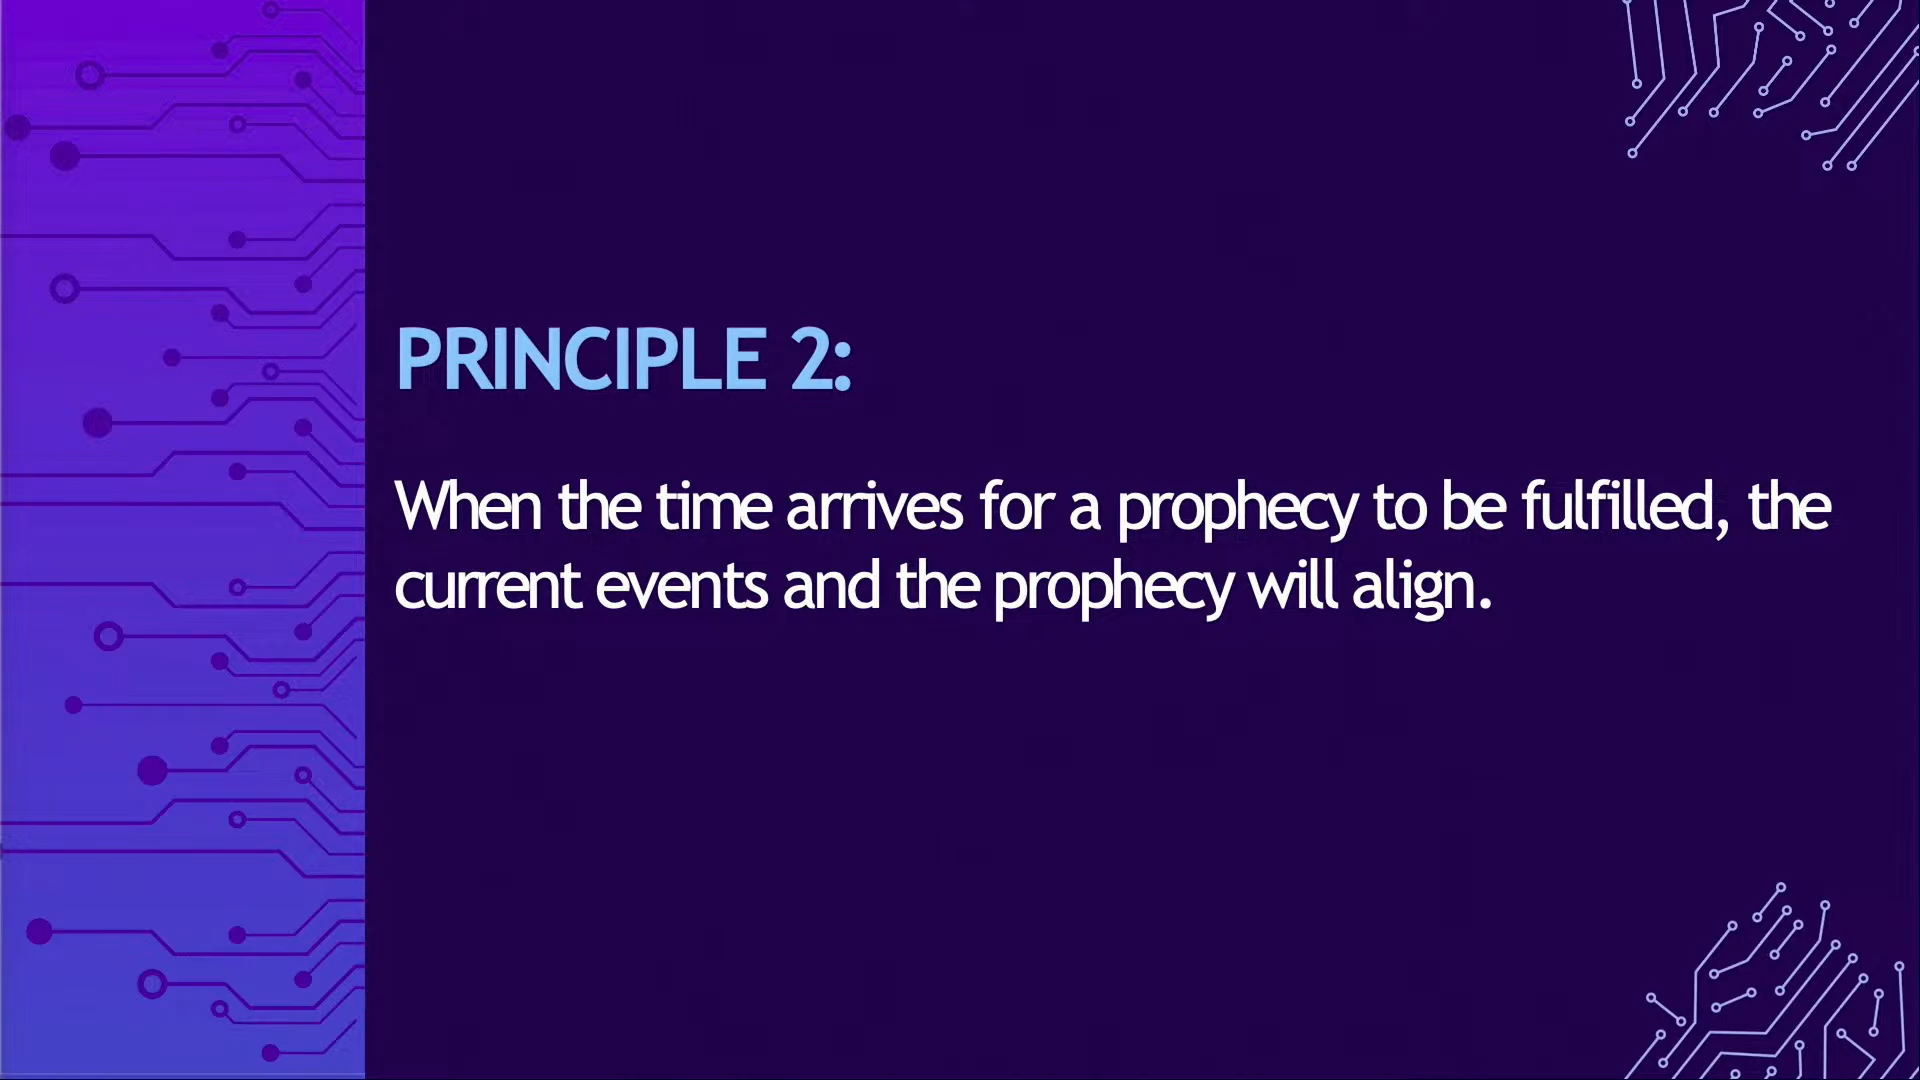 PRINCIPLE 2:
When the time arrives for a prophecy to be fulfilled, the
current events and the prophecy will align.